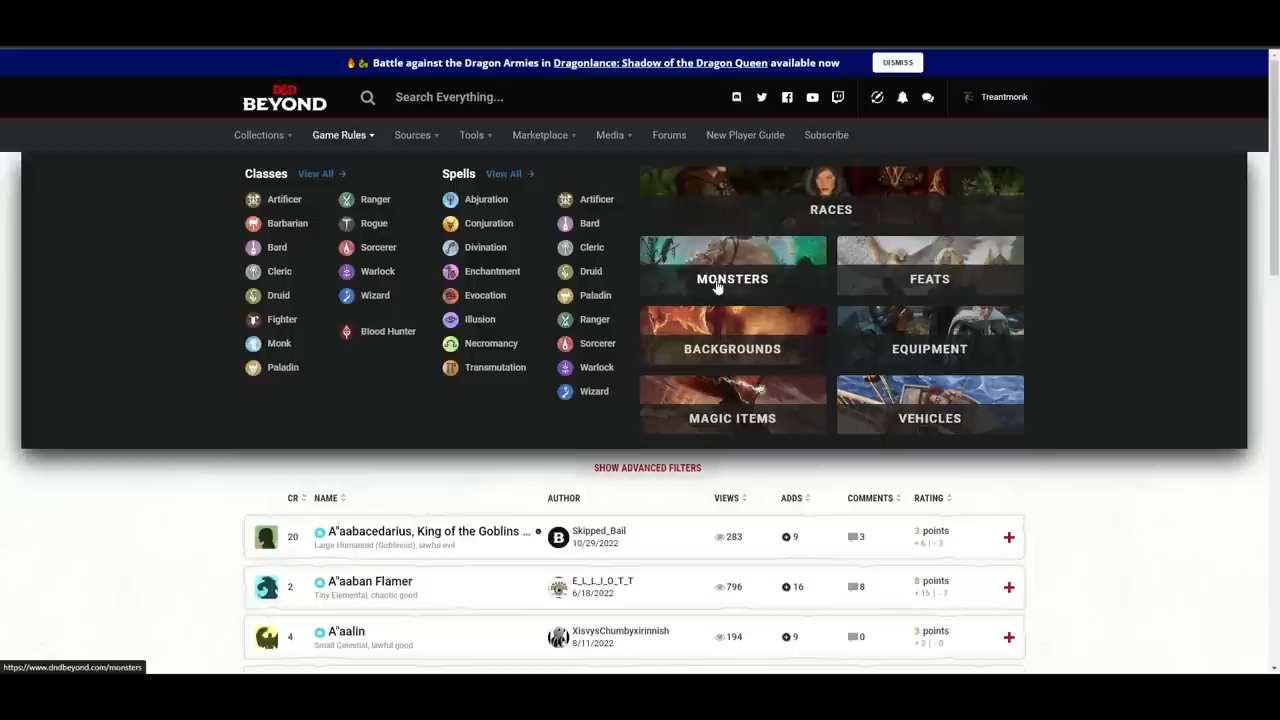 Battle against the Dragon Armies in Dragonlance: Shadow of the Dragon Queen available now
DISMISS
D&D
BEYOND
Search Everything...
Treantmonk
Collections
Game Rules
Sources
Tools
Marketplace
Media
Forums
New Player Guide
Subscribe
Classes
View All
Artificer
Barbarian
Bard
Cleric
Druid
Fighter
Monk
Paladin
Ranger
Rogue
Sorcerer
Warlock
Wizard
Blood Hunter
Spells
View All
Abjuration
Conjuration
Divination
Enchantment
Evocation
Illusion
Necromancy
Transmutation
Artificer
Bard
Cleric
Druid
Paladin
Ranger
Sorcerer
Warlock
Wizard
RACES
MONSTERS
FEATS
BACKGROUNDS
EQUIPMENT
MAGIC ITEMS
VEHICLES
SHOW ADVANCED FILTERS
CR NAME AUTHOR VIEWS ADDS COMMENTS RATING
20 A"aabacedarius, King of the Goblins ... Skipped_Bail 283 9 3 3 points
Large Humanoid (Goblinoid), lawful evil 10/29/2022 + 6 | - 3
2 A"aaban Flamer E_L_L_I_O_T_T 796 16 8 8 points
Tiny Elemental, chaotic good 6/18/2022 + 15 | - 7
4 A"aalin XisvysChumbyxirinnish 194 9 0 3 points
Small Celestial, lawful good 8/11/2022 + 3 | - 0
https://www.dndbeyond.com/monsters